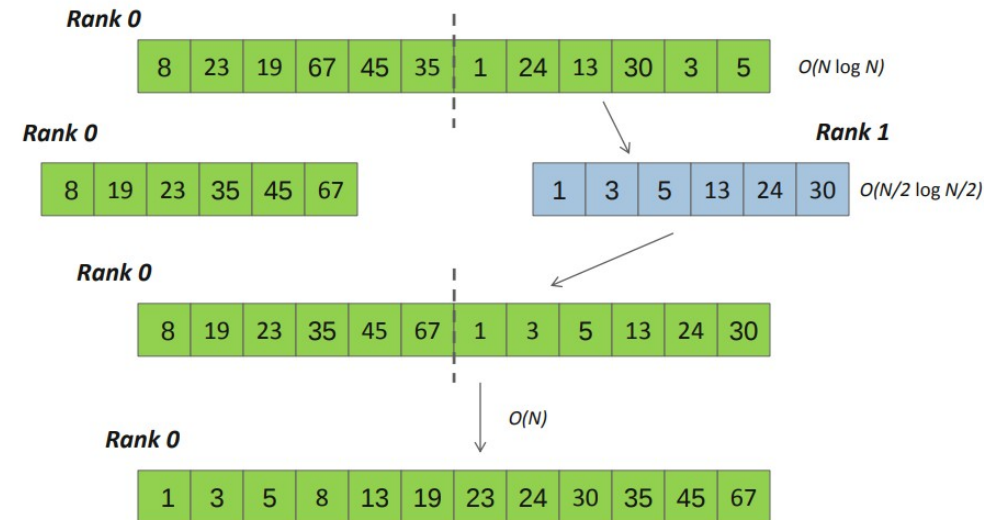 Rank 0
8 23 19 67 45 35 1 24 13 30 3 5 O(N log N)
Rank 0 Rank 1
8 19 23 35 45 67 1 3 5 13 24 30 O(N/2 log N/2)
Rank 0
8 19 23 35 45 67 1 3 5 13 24 30
O(N)
Rank 0
1 3 5 8 13 19 23 24 30 35 45 67